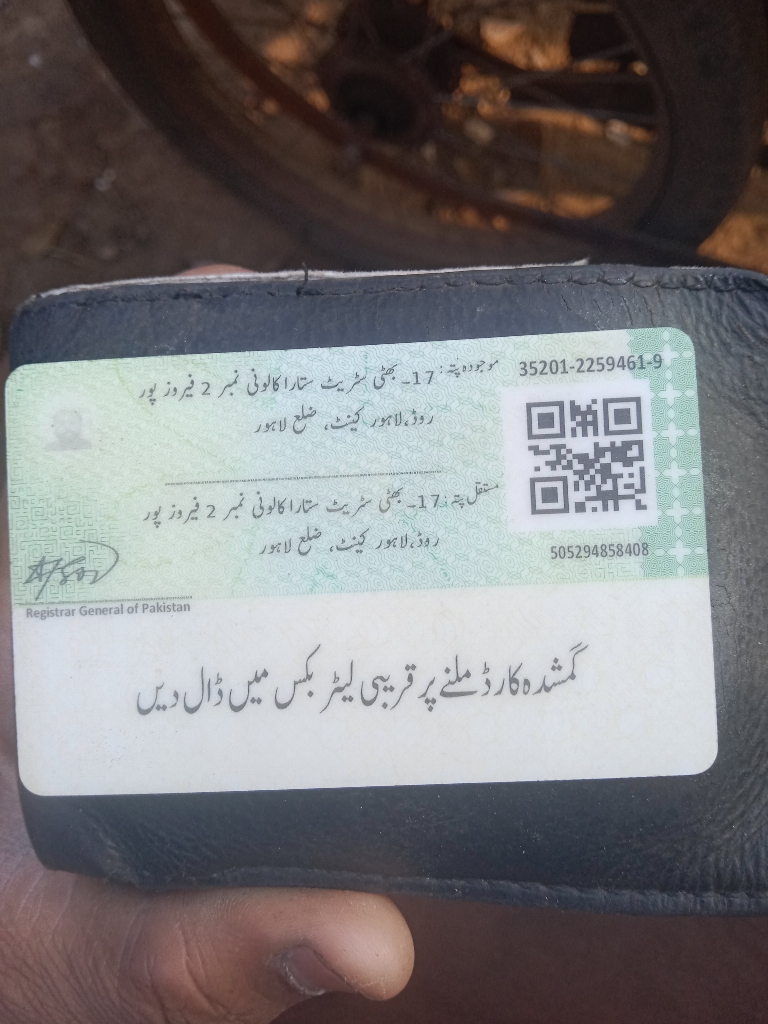 35201-2259461-9
موجودہ پتہ: 17۔ بھٹی سٹریٹ ستارا کالونی نمبر 2 فیروز پور
روڈ،لاہور کینٹ، ضلع لاہور
مستقل پتہ: 17۔ بھٹی سٹریٹ ستارا کالونی نمبر 2 فیروز پور
روڈ،لاہور کینٹ، ضلع لاہور
505294858408
Registrar General of Pakistan
گمشدہ کارڈ ملنے پر قریبی لیٹر بکس میں ڈال دیں